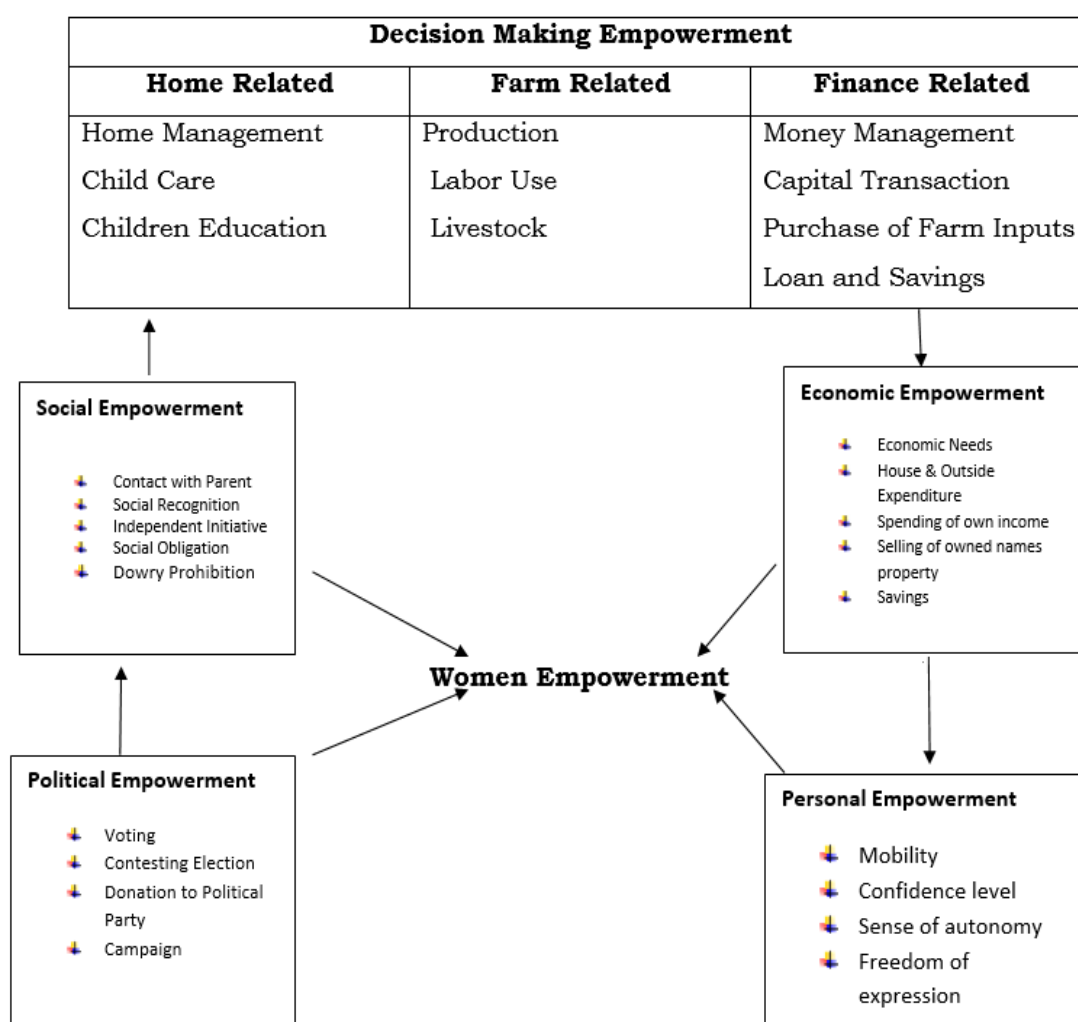 Decision Making Empowerment
Home Related
Farm Related
Finance Related
Home Management
Child Care
Children Education
Production
Labor Use
Livestock
Money Management
Capital Transaction
Purchase of Farm Inputs
Loan and Savings
Social Empowerment
Contact with Parent
Social Recognition
Independent Initiative
Social Obligation
Dowry Prohibition
Economic Empowerment
Economic Needs
House & Outside
Expenditure
Spending of own income
Selling of owned names
property
Savings
Women Empowerment
Political Empowerment
Voting
Contesting Election
Donation to Political
Party
Campaign
Personal Empowerment
Mobility
Confidence level
Sense of autonomy
Freedom of
expression